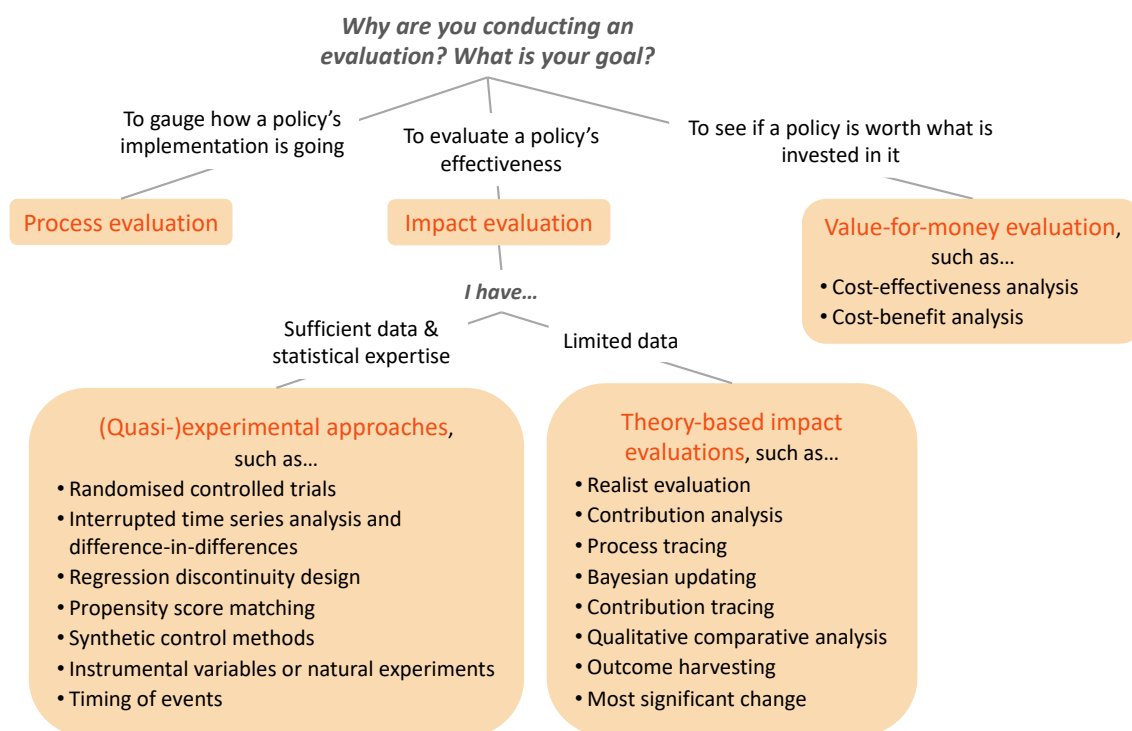 Why are you conducting an
evaluation? What is your goal?
To gauge how a policy's
implementation is going
To evaluate a policy's
effectiveness
To see if a policy is worth what is
invested in it
Process evaluation
Impact evaluation
Value-for-money evaluation,
such as…
• Cost-effectiveness analysis
• Cost-benefit analysis
I have…
Sufficient data &
statistical expertise
Limited data
(Quasi-)experimental approaches,
such as…
• Randomised controlled trials
• Interrupted time series analysis and
difference-in-differences
• Regression discontinuity design
• Propensity score matching
• Synthetic control methods
• Instrumental variables or natural experiments
• Timing of events
Theory-based impact
evaluations, such as…
• Realist evaluation
• Contribution analysis
• Process tracing
• Bayesian updating
• Contribution tracing
• Qualitative comparative analysis
• Outcome harvesting
• Most significant change